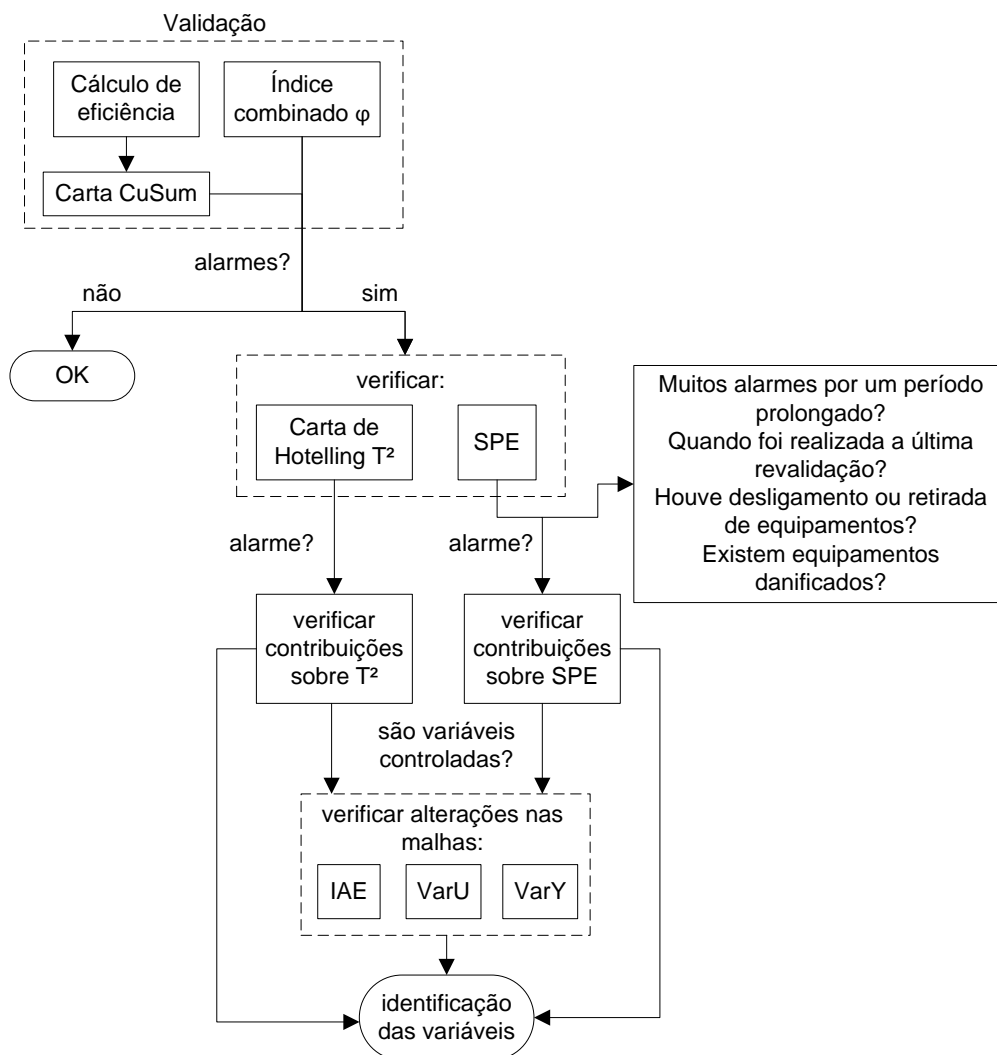 Validação
Cálculo de
eficiência
Índice
combinado φ
Carta CuSum
alarmes?
não
sim
OK
verificar:
Carta de
Hotelling T²
SPE
Muitos alarmes por um período
prolongado?
Quando foi realizada a última
revalidação?
Houve desligamento ou retirada
de equipamentos?
Existem equipamentos
danificados?
alarme?
alarme?
verificar
contribuições
sobre T²
verificar
contribuições
sobre SPE
são variáveis
controladas?
verificar alterações nas
malhas:
IAE
VarU
VarY
identificação
das variáveis